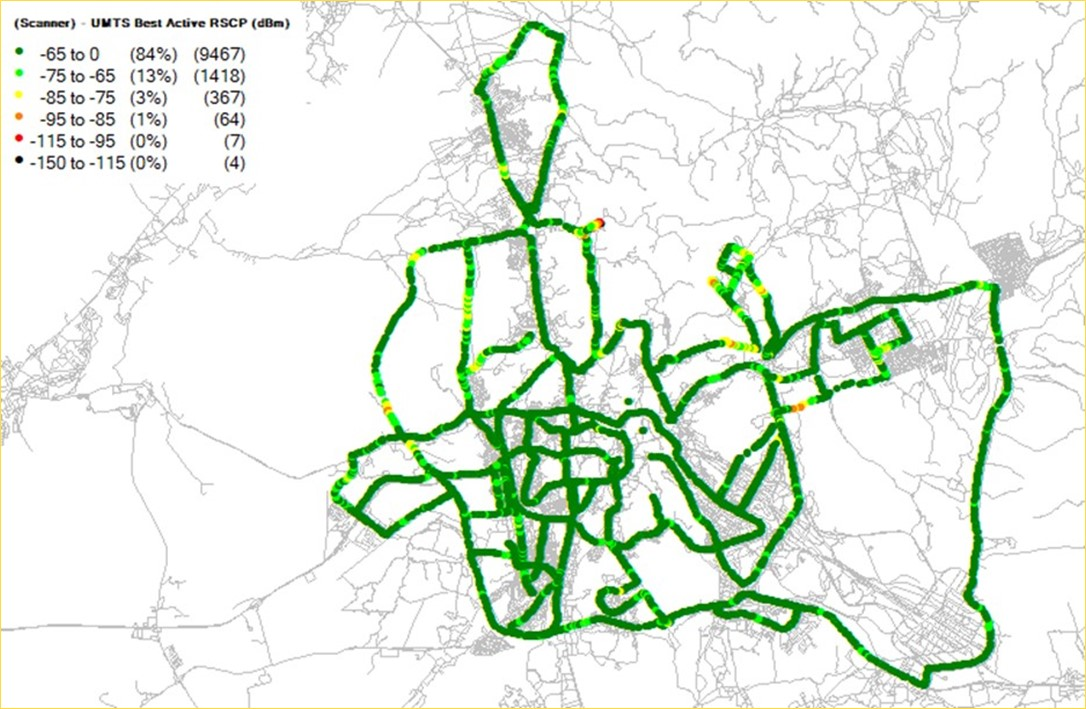 (Scanner) - UMTS Best Active RSCP (dBm)
-65 to 0 (84%) (9467)
-75 to -65 (13%) (1418)
-85 to -75 (3%) (367)
-95 to -85 (1%) (64)
-115 to -95 (0%) (7)
-150 to -115 (0%) (4)